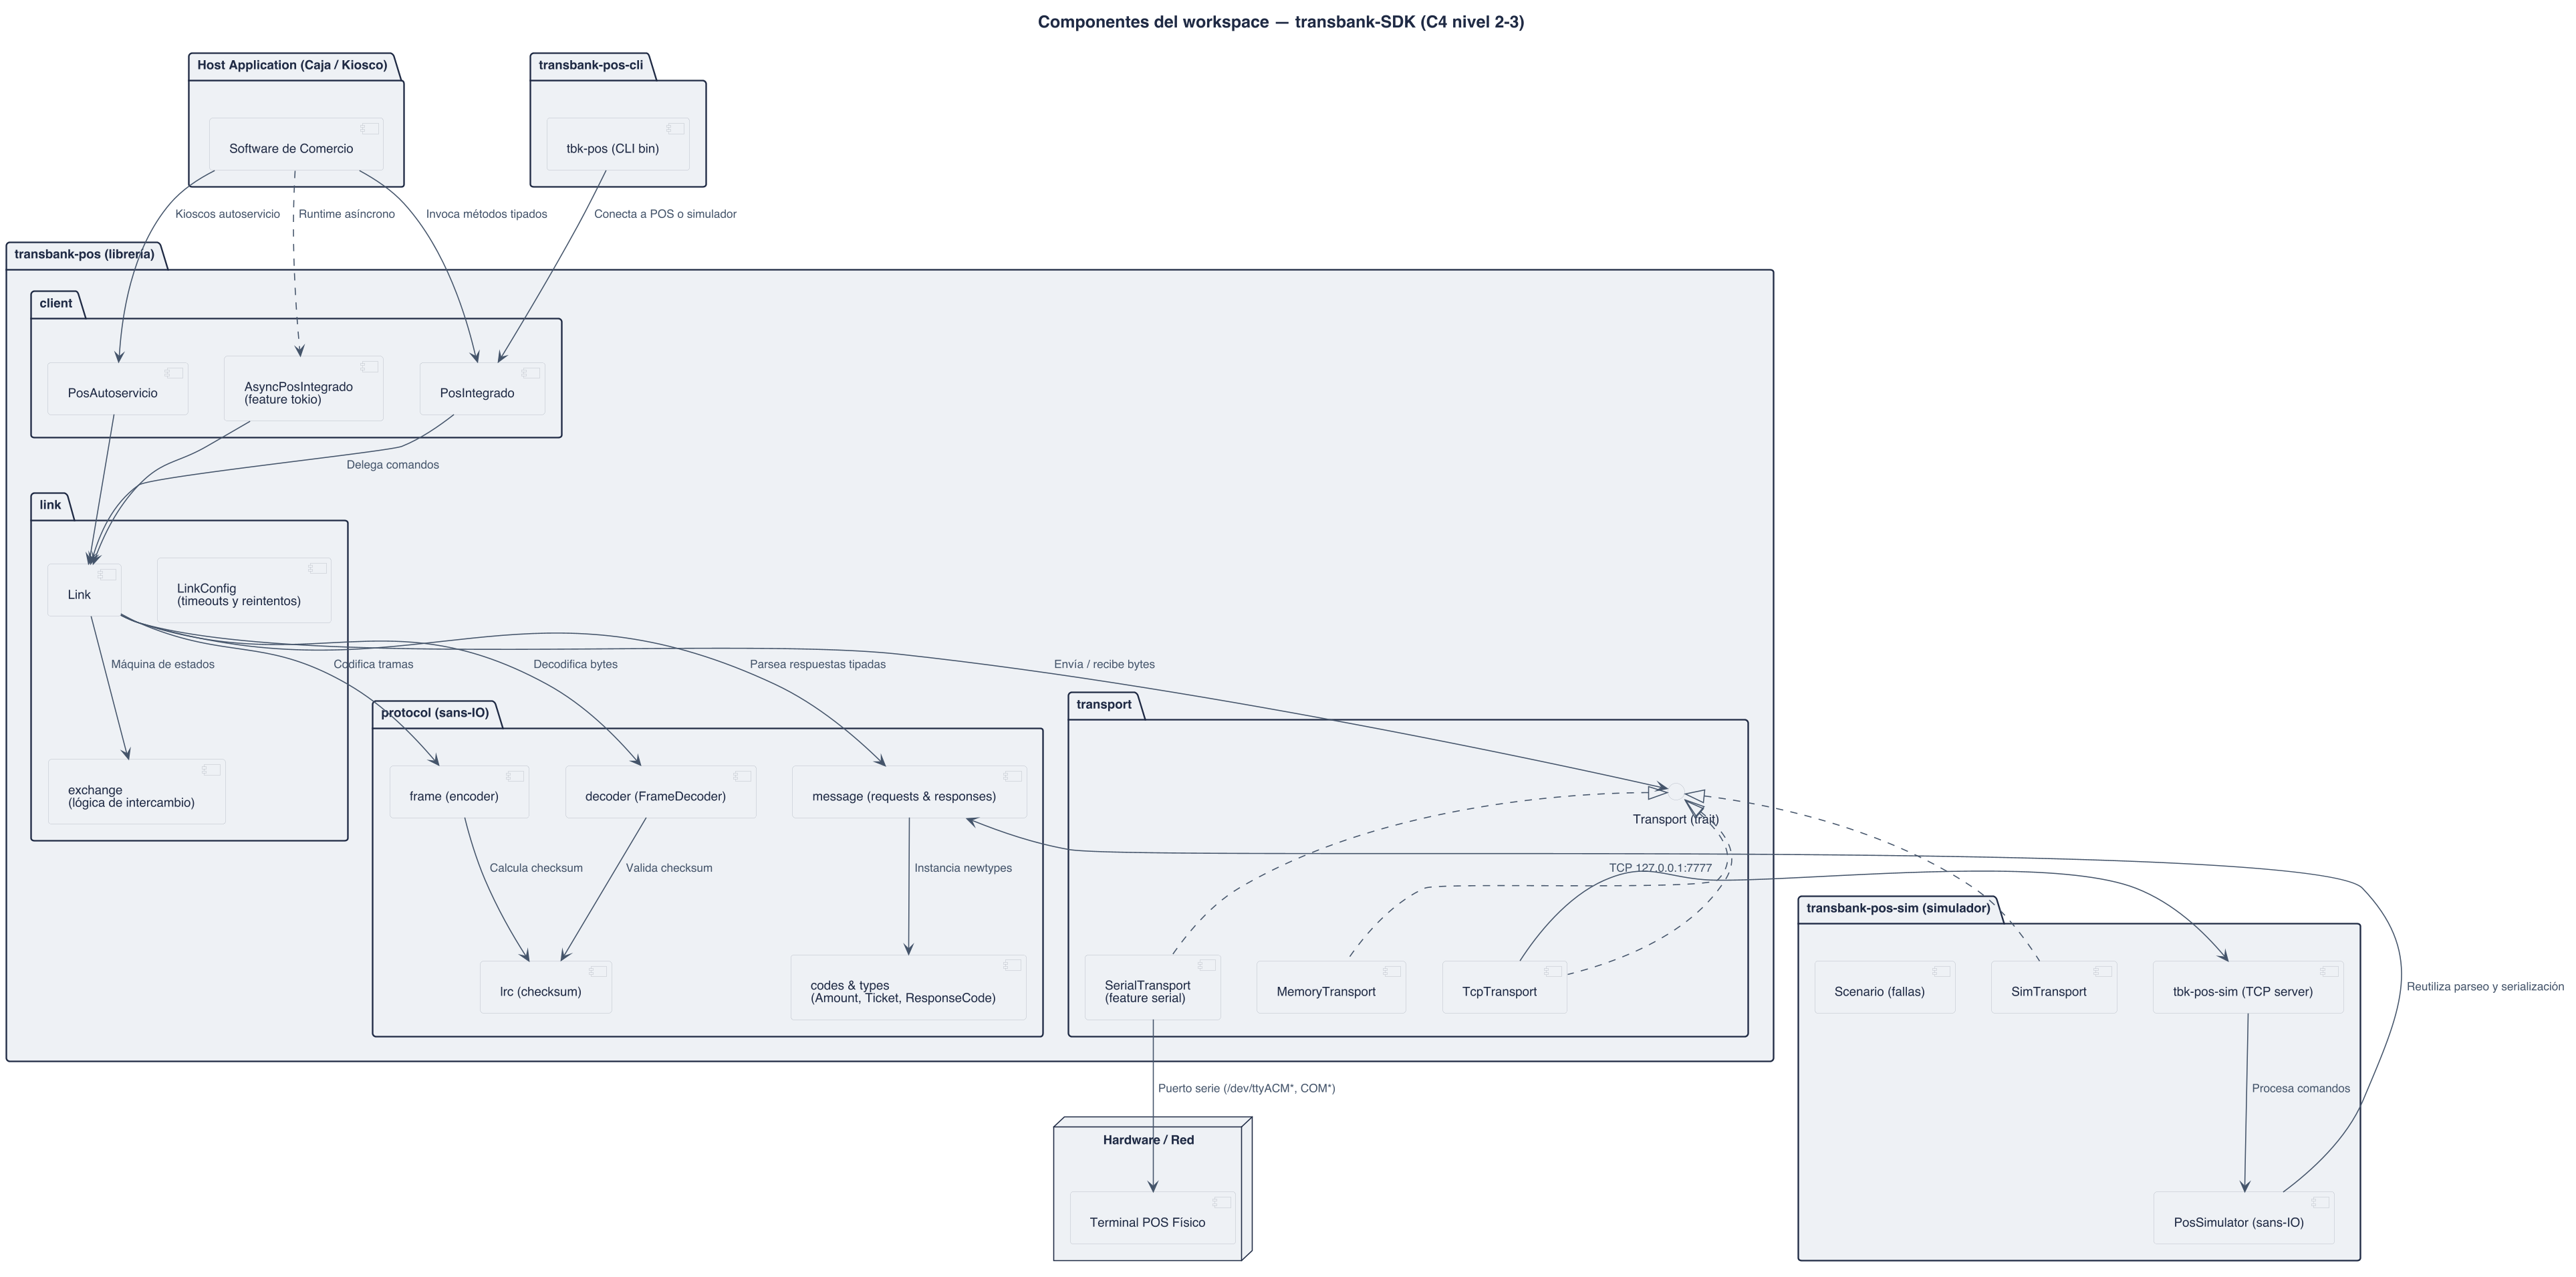 Componentes del workspace — transbank-SDK (C4 nivel 2-3)
Host Application (Caja / Kiosco)
transbank-pos-cli
Software de Comercio
tbk-pos (CLI bin)
Kioscos autoservicio
Runtime asíncrono
Invoca métodos tipados
Conecta a POS o simulador
transbank-pos (librería)
client
PosAutoservicio
AsyncPosIntegrado
(feature tokio)
PosIntegrado
Delega comandos
link
Link
LinkConfig
(timeouts y reintentos)
Máquina de estados
Codifica tramas
Decodifica bytes
Parsea respuestas tipadas
Envía / recibe bytes
exchange
(lógica de intercambio)
protocol (sans-IO)
frame (encoder)
decoder (FrameDecoder)
message (requests & responses)
Calcula checksum
Valida checksum
Instancia newtypes
lrc (checksum)
codes & types
(Amount, Ticket, ResponseCode)
transport
Transport (trait)
TCP 127.0.0.1:7777
SerialTransport
(feature serial)
MemoryTransport
TcpTransport
transbank-pos-sim (simulador)
Scenario (fallas)
SimTransport
tbk-pos-sim (TCP server)
Reutiliza parseo y serialización
Puerto serie (/dev/ttyACM*, COM*)
Procesa comandos
Hardware / Red
Terminal POS Físico
PosSimulator (sans-IO)